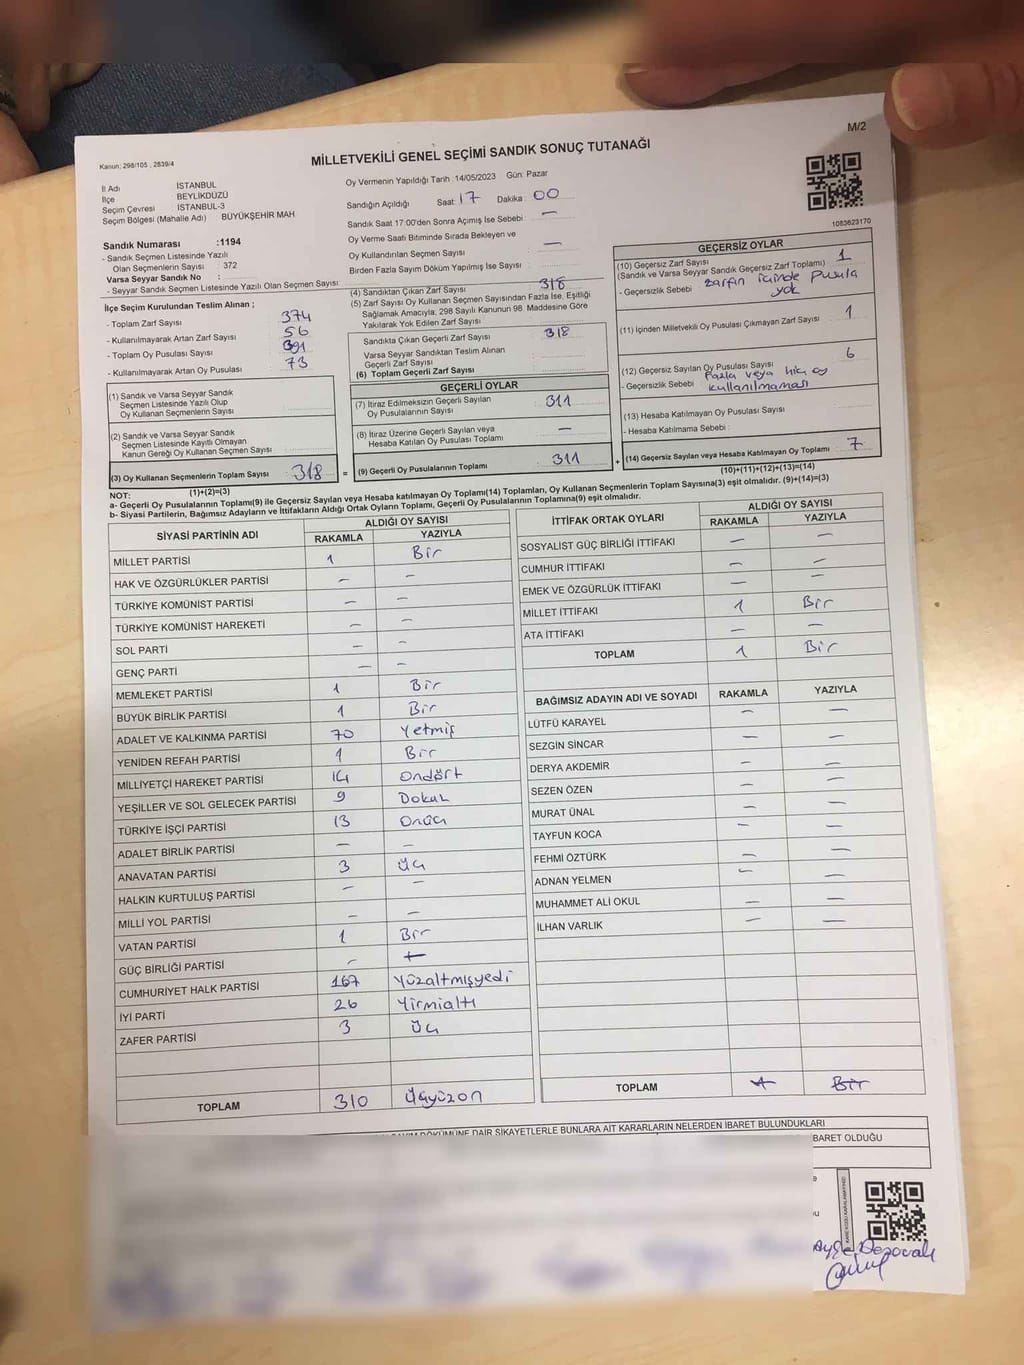 M/2
Kanun: 298/105 , 2839/4
MİLLETVEKİLİ GENEL SEÇİMİ SANDIK SONUÇ TUTANAĞI
İl Adı İSTANBUL
İlçe BEYLİKDÜZÜ
Seçim Çevresi İSTANBUL-3
Seçim Bölgesi (Mahalle Adı) BÜYÜKŞEHİR MAH
Sandık Numarası :1194
- Sandık Seçmen Listesinde Yazılı
Olan Seçmenlerin Sayısı : 372
Varsa Seyyar Sandık No :
- Seyyar Sandık Seçmen Listesinde Yazılı Olan Seçmen Sayısı:
İlçe Seçim Kurulundan Teslim Alınan ;
- Toplam Zarf Sayısı 374
- Kullanılmayarak Artan Zarf Sayısı 56
- Toplam Oy Pusulası Sayısı 391
- Kullanılmayarak Artan Oy Pusulası 73
(1) Sandık ve Varsa Seyyar Sandık
Seçmen Listesinde Yazılı Olup
Oy Kullanan Seçmenlerin Sayısı
(2) Sandık ve Varsa Seyyar Sandık
Seçmen Listesinde Kayıtlı Olmayan
Kanun Gereği Oy Kullanan Seçmen Sayısı
(3) Oy Kullanan Seçmenlerin Toplam Sayısı 318 =
(1)+(2)=(3)
Oy Vermenin Yapıldığı Tarih :14/05/2023 Gün: Pazar
Sandığın Açıldığı Saat: 17 Dakika : 00
Sandık Saat 17:00'den Sonra Açımış İse Sebebi : —
Oy Verme Saati Bitiminde Sırada Bekleyen ve
Oy Kullandırılan Seçmen Sayısı : —
Birden Fazla Sayım Döküm Yapılmış İse Sayısı :
(4) Sandıktan Çıkan Zarf Sayısı : 318
(5) Zarf Sayısı Oy Kullanan Seçmen Sayısından Fazla İse, Eşitliği
Sağlamak Amacıyla, 298 Sayılı Kanunun 98. Maddesine Göre
Yakılarak Yok Edilen Zarf Sayısı :
Sandıkta Çıkan Geçerli Zarf Sayısı : 318
Varsa Seyyar Sandıktan Teslim Alınan
Geçerli Zarf Sayısı :
(6) Toplam Geçerli Zarf Sayısı :
GEÇERLİ OYLAR
(7) İtiraz Edilmeksizin Geçerli Sayılan
Oy Pusulalarının Sayısı : 311
(8) İtiraz Üzerine Geçerli Sayılan veya
Hesaba Katılan Oy Pusulası Toplamı : —
(9) Geçerli Oy Pusulalarının Toplamı : 311 +
1083623170
GEÇERSİZ OYLAR
(10) Geçersiz Zarf Sayısı : 1
(Sandık ve Varsa Seyyar Sandık Geçersiz Zarf Toplamı)
- Geçersizlik Sebebi : zarfın içinde pusula
yok
(11) İçinden Milletvekili Oy Pusulası Çıkmayan Zarf Sayısı : 1
(12) Geçersiz Sayılan Oy Pusulası Sayısı : 6
- Geçersizlik Sebebi : Fazla veya hiç oy
kullanılmaması
(13) Hesaba Katılmayan Oy Pusulası Sayısı :
- Hesaba Katılmama Sebebi :
(14) Geçersiz Sayılan veya Hesaba Katılmayan Oy Toplamı : 7
(10)+(11)+(12)+(13)=(14)
NOT:
a- Geçerli Oy Pusulalarının Toplamı(9) ile Geçersiz Sayılan veya Hesaba katılmayan Oy Toplamı(14) Toplamları, Oy Kullanan Seçmenlerin Toplam Sayısına(3) eşit olmalıdır. (9)+(14)=(3)
b- Siyasi Partilerin, Bağımsız Adayların ve İttifakların Aldığı Ortak Oyların Toplamı, Geçerli Oy Pusulalarının Toplamına(9) eşit olmalıdır.
SİYASİ PARTİNİN ADI ALDIĞI OY SAYISI
RAKAMLA YAZIYLA
MİLLET PARTİSİ 1 Bir
HAK VE ÖZGÜRLÜKLER PARTİSİ — —
TÜRKİYE KOMÜNİST PARTİSİ — —
TÜRKİYE KOMÜNİST HAREKETİ — —
SOL PARTİ — —
GENÇ PARTİ — —
MEMLEKET PARTİSİ 1 Bir
BÜYÜK BİRLİK PARTİSİ 1 Bir
ADALET VE KALKINMA PARTİSİ 70 Yetmiş
YENİDEN REFAH PARTİSİ 1 Bir
MİLLİYETÇİ HAREKET PARTİSİ 14 Ondört
YEŞİLLER VE SOL GELECEK PARTİSİ 9 Dokuz
TÜRKİYE İŞÇİ PARTİSİ 13 Onüç
ADALET BİRLİK PARTİSİ — —
ANAVATAN PARTİSİ 3 Üç
HALKIN KURTULUŞ PARTİSİ — —
MİLLİ YOL PARTİSİ — —
VATAN PARTİSİ 1 Bir
GÜÇ BİRLİĞİ PARTİSİ — —
CUMHURİYET HALK PARTİSİ 167 Yüzaltmışyedi
İYİ PARTİ 26 Yirmialtı
ZAFER PARTİSİ 3 Üç
TOPLAM 310 Üçyüzon
İTTİFAK ORTAK OYLARI ALDIĞI OY SAYISI
RAKAMLA YAZIYLA
SOSYALİST GÜÇ BİRLİĞİ İTTİFAKI — —
CUMHUR İTTİFAKI — —
EMEK VE ÖZGÜRLÜK İTTİFAKI — —
MİLLET İTTİFAKI 1 Bir
ATA İTTİFAKI — —
TOPLAM 1 Bir
BAĞIMSIZ ADAYIN ADI VE SOYADI RAKAMLA YAZIYLA
LÜTFÜ KARAYEL — —
SEZGİN SİNCAR — —
DERYA AKDEMİR — —
SEZEN ÖZEN — —
MURAT ÜNAL — —
TAYFUN KOCA — —
FEHMİ ÖZTÜRK — —
ADNAN YELMEN — —
MUHAMMET ALİ OKUL — —
İLHAN VARLIK — —
TOPLAM 1 Bir
DÖKÜMÜNE DAİR ŞİKAYETLERLE BUNLARA AİT KARARLARIN NELERDEN İBARET BULUNDUKLARI
BARET OLDUĞU
Ayşe